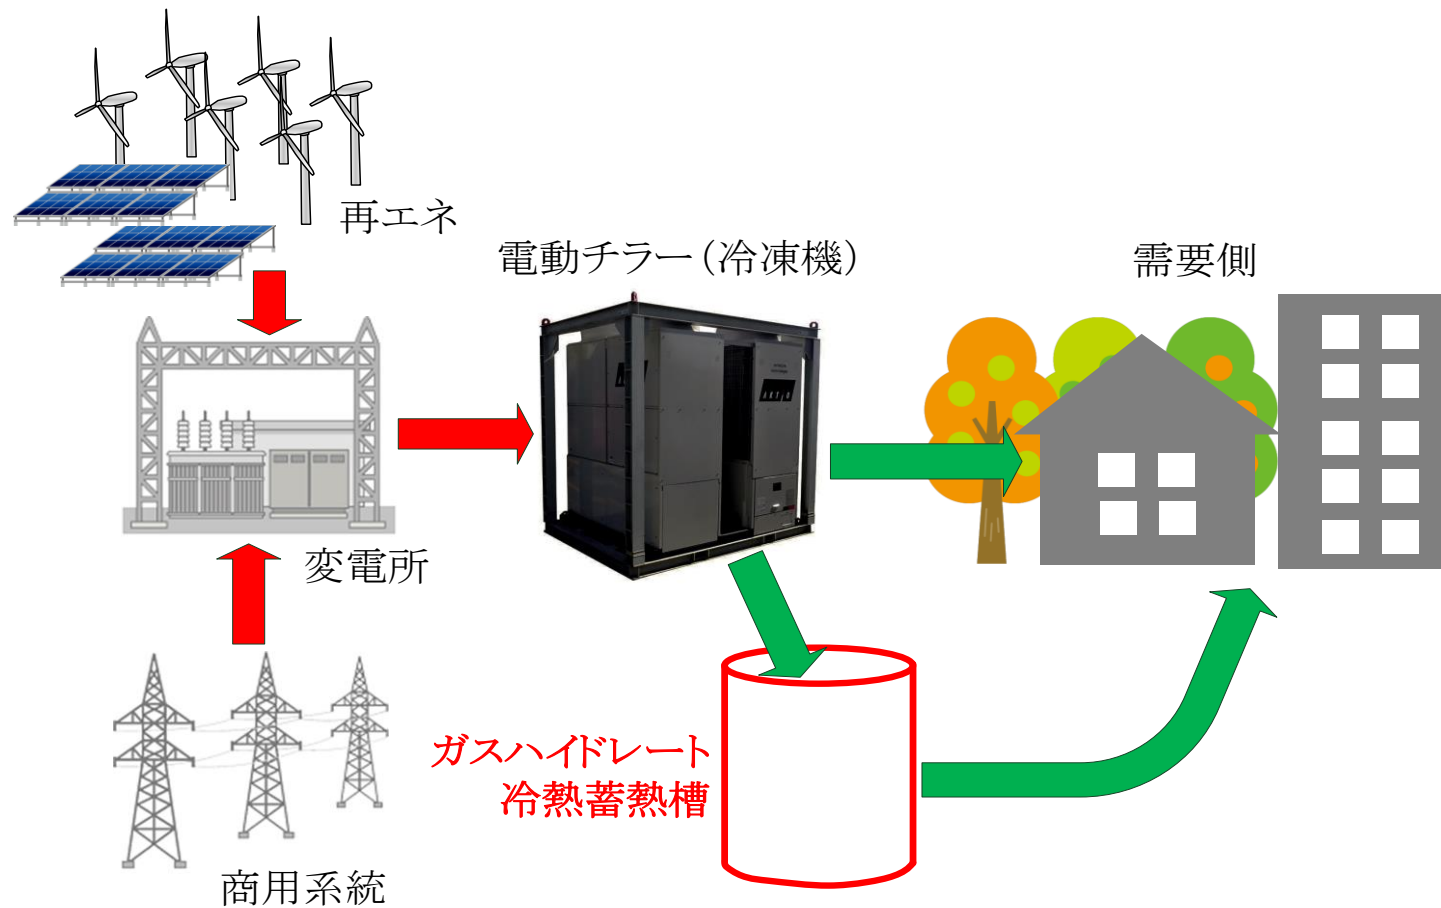 再エネ
電動チラー（冷凍機）
需要側
変電所
ガスハイドレート
冷熱蓄熱槽
商用系統